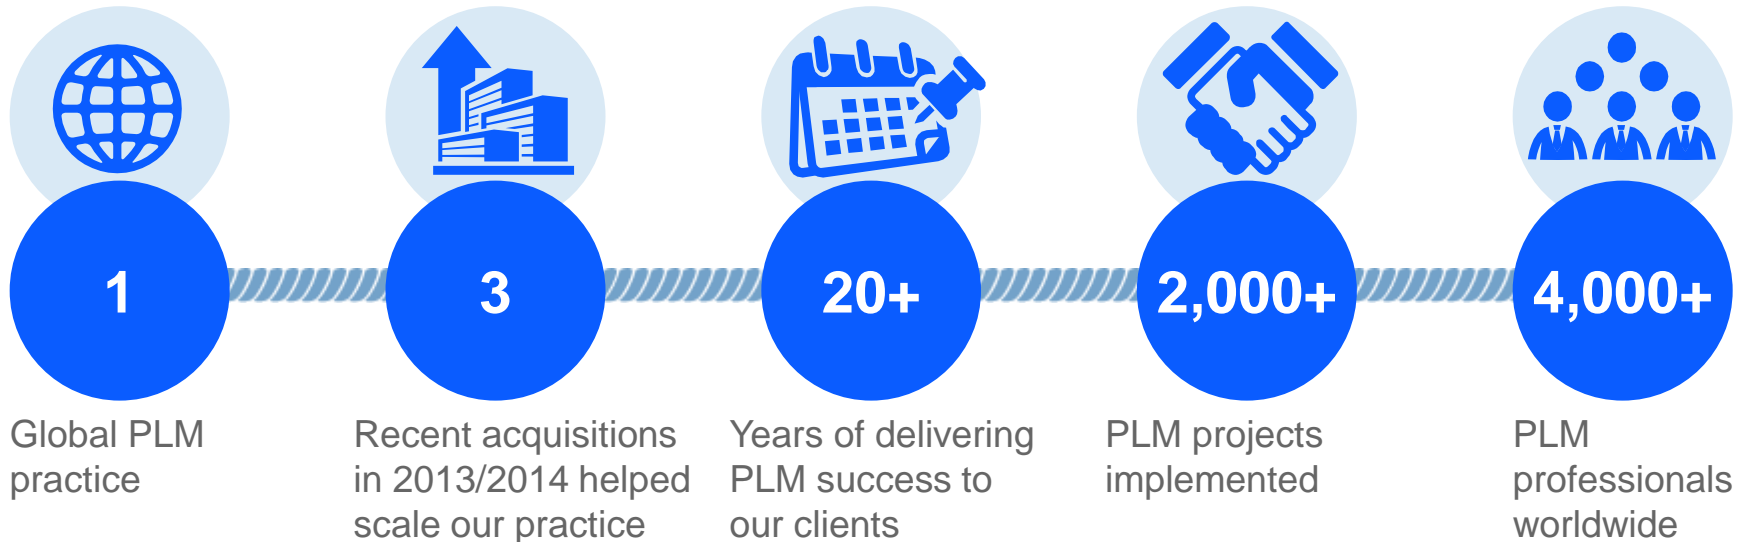 1
3
20+
2,000+
4,000+
Global PLM
practice
Recent acquisitions
in 2013/2014 helped
scale our practice
Years of delivering
PLM success to
our clients
PLM projects
implemented
PLM
professionals
worldwide